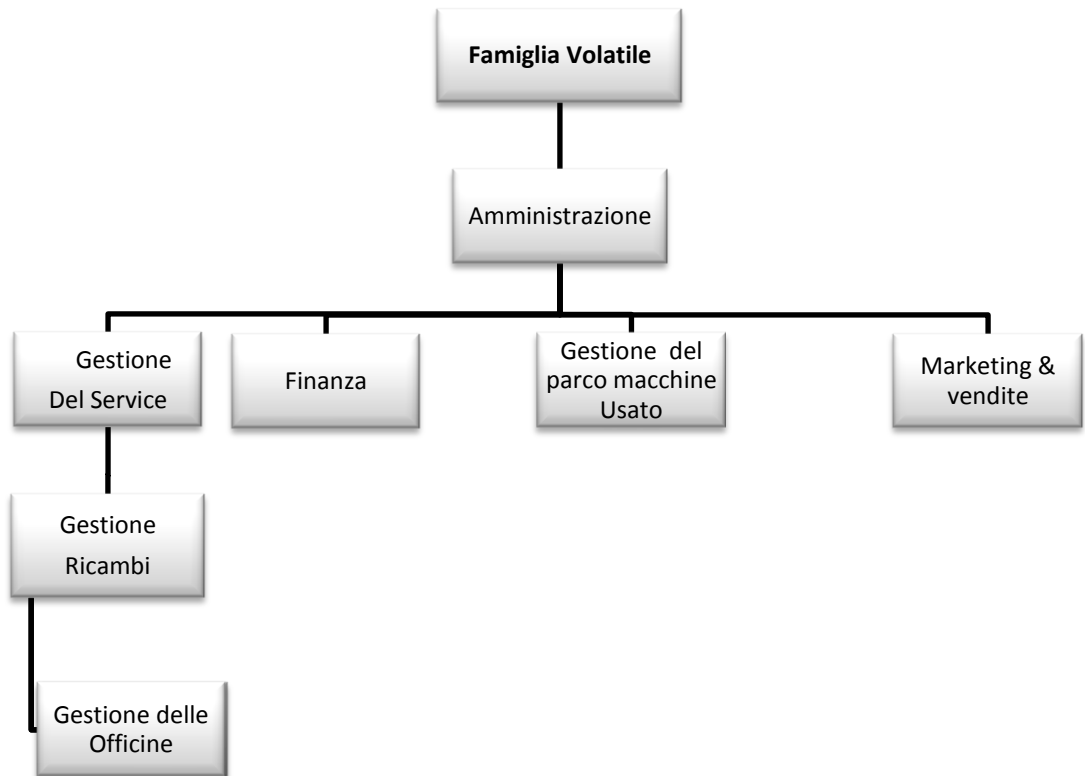 Famiglia Volatile
Amministrazione
Gestione
Del Service
Finanza
Gestione del
parco macchine
Usato
Marketing &
vendite
Gestione
Ricambi
Gestione delle
Officine